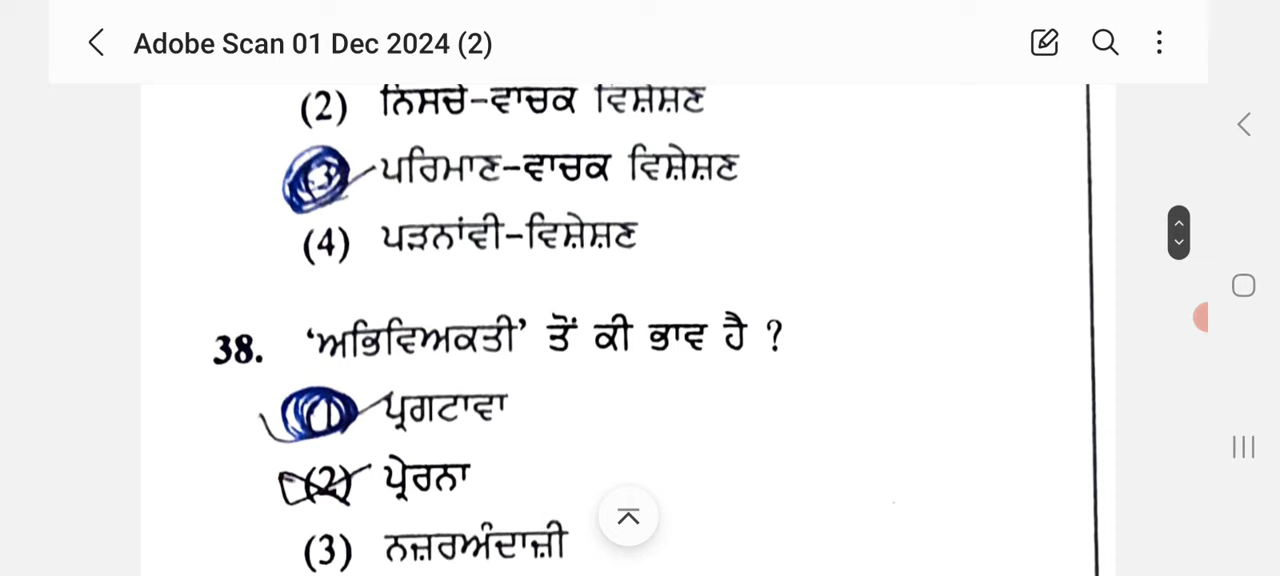 Adobe Scan 01 Dec 2024 (2)
(2) ਨਿਸਚੇ-ਵਾਚਕ ਵਿਸ਼ੇਸ਼ਣ
(3) ਪਰਿਮਾਣ-ਵਾਚਕ ਵਿਸ਼ੇਸ਼ਣ
(4) ਪੜਨਾਂਵੀ-ਵਿਸ਼ੇਸ਼ਣ
38. ‘ਅਭਿਵਿਅਕਤੀ’ ਤੋਂ ਕੀ ਭਾਵ ਹੈ ?
(1) ਪ੍ਰਗਟਾਵਾ
(2) ਪ੍ਰੇਰਨਾ
(3) ਨਜ਼ਰਅੰਦਾਜ਼ੀ